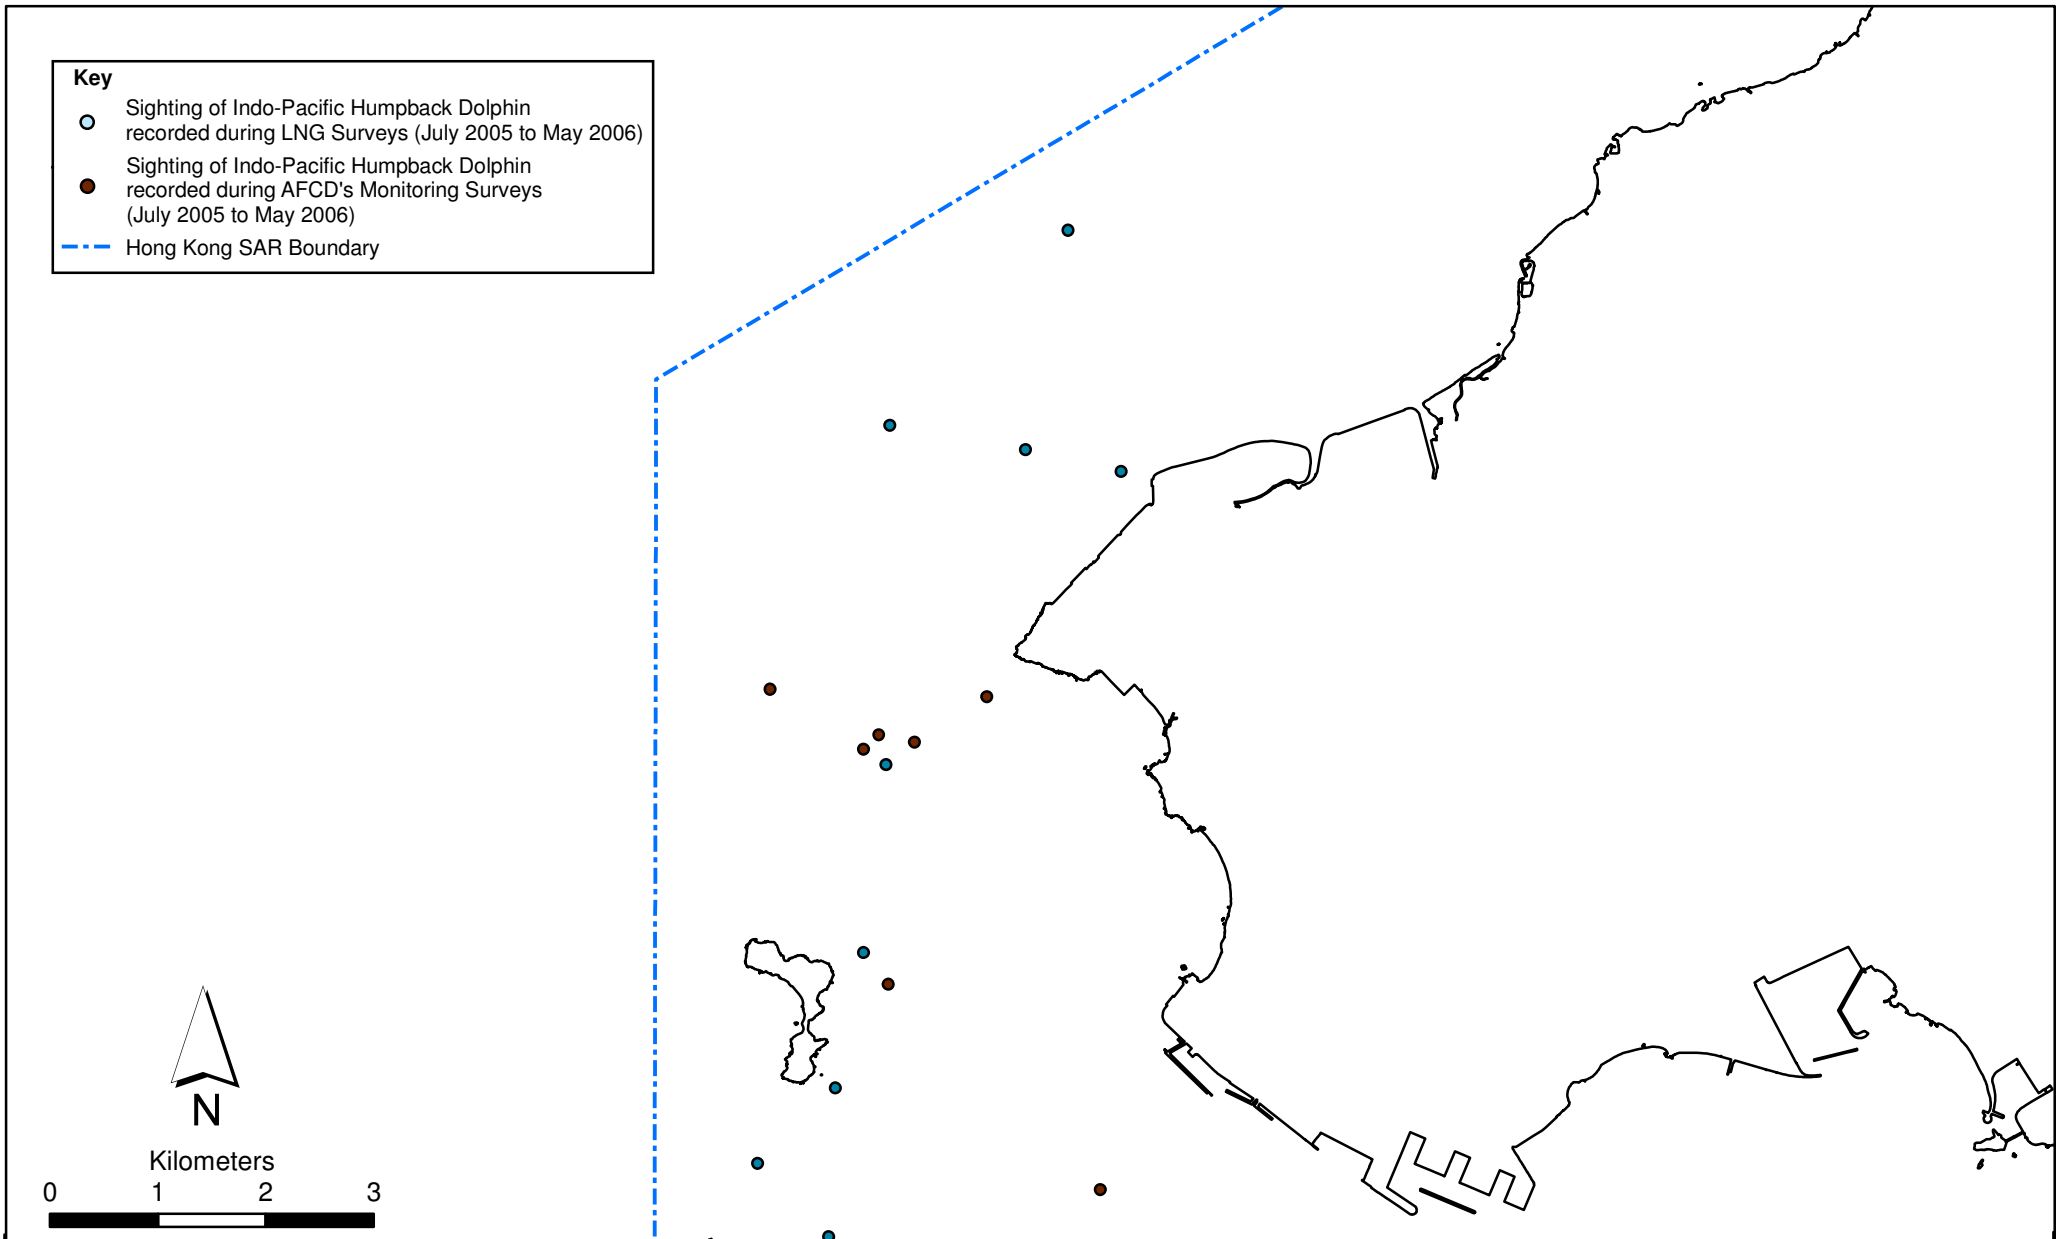 Key
Sighting of Indo-Pacific Humpback Dolphin
recorded during LNG Surveys (July 2005 to May 2006)
Sighting of Indo-Pacific Humpback Dolphin
recorded during AFCD's Monitoring Surveys
(July 2005 to May 2006)
Hong Kong SAR Boundary
N
Kilometers
0 1 2 3